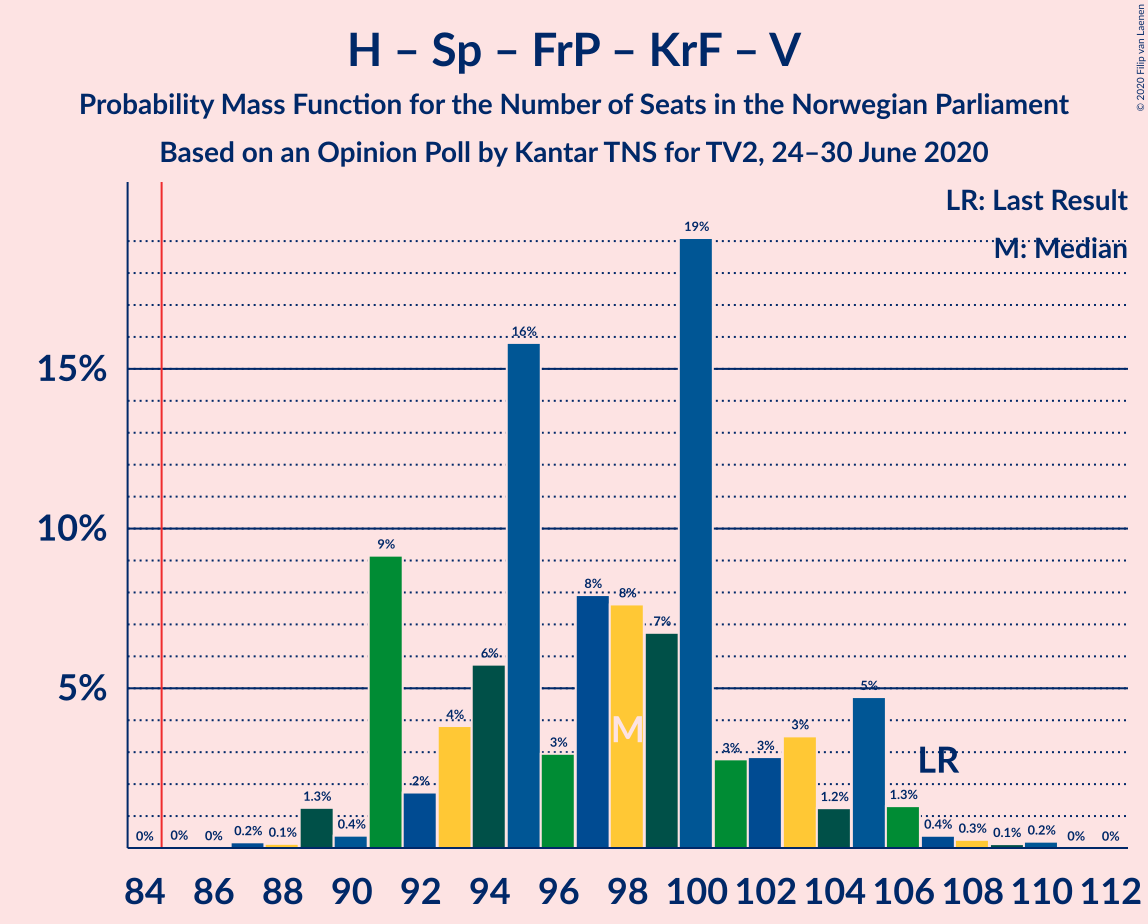 H – Sp – FrP – KrF – V
Probability Mass Function for the Number of Seats in the Norwegian Parliament
Based on an Opinion Poll by Kantar TNS for TV2, 24–30 June 2020
© 2020 Filip van Laenen
LR: Last Result
M: Median
15%
10%
5%
0% 0% 0% 0.2% 0.1% 1.3% 0.4% 9% 2% 4% 6% 16% 3% 8% 8% 7% 19% 3% 3% 3% 1.2% 5% 1.3% 0.4% 0.3% 0.1% 0.2% 0% 0%
M
LR
84 86 88 90 92 94 96 98 100 102 104 106 108 110 112